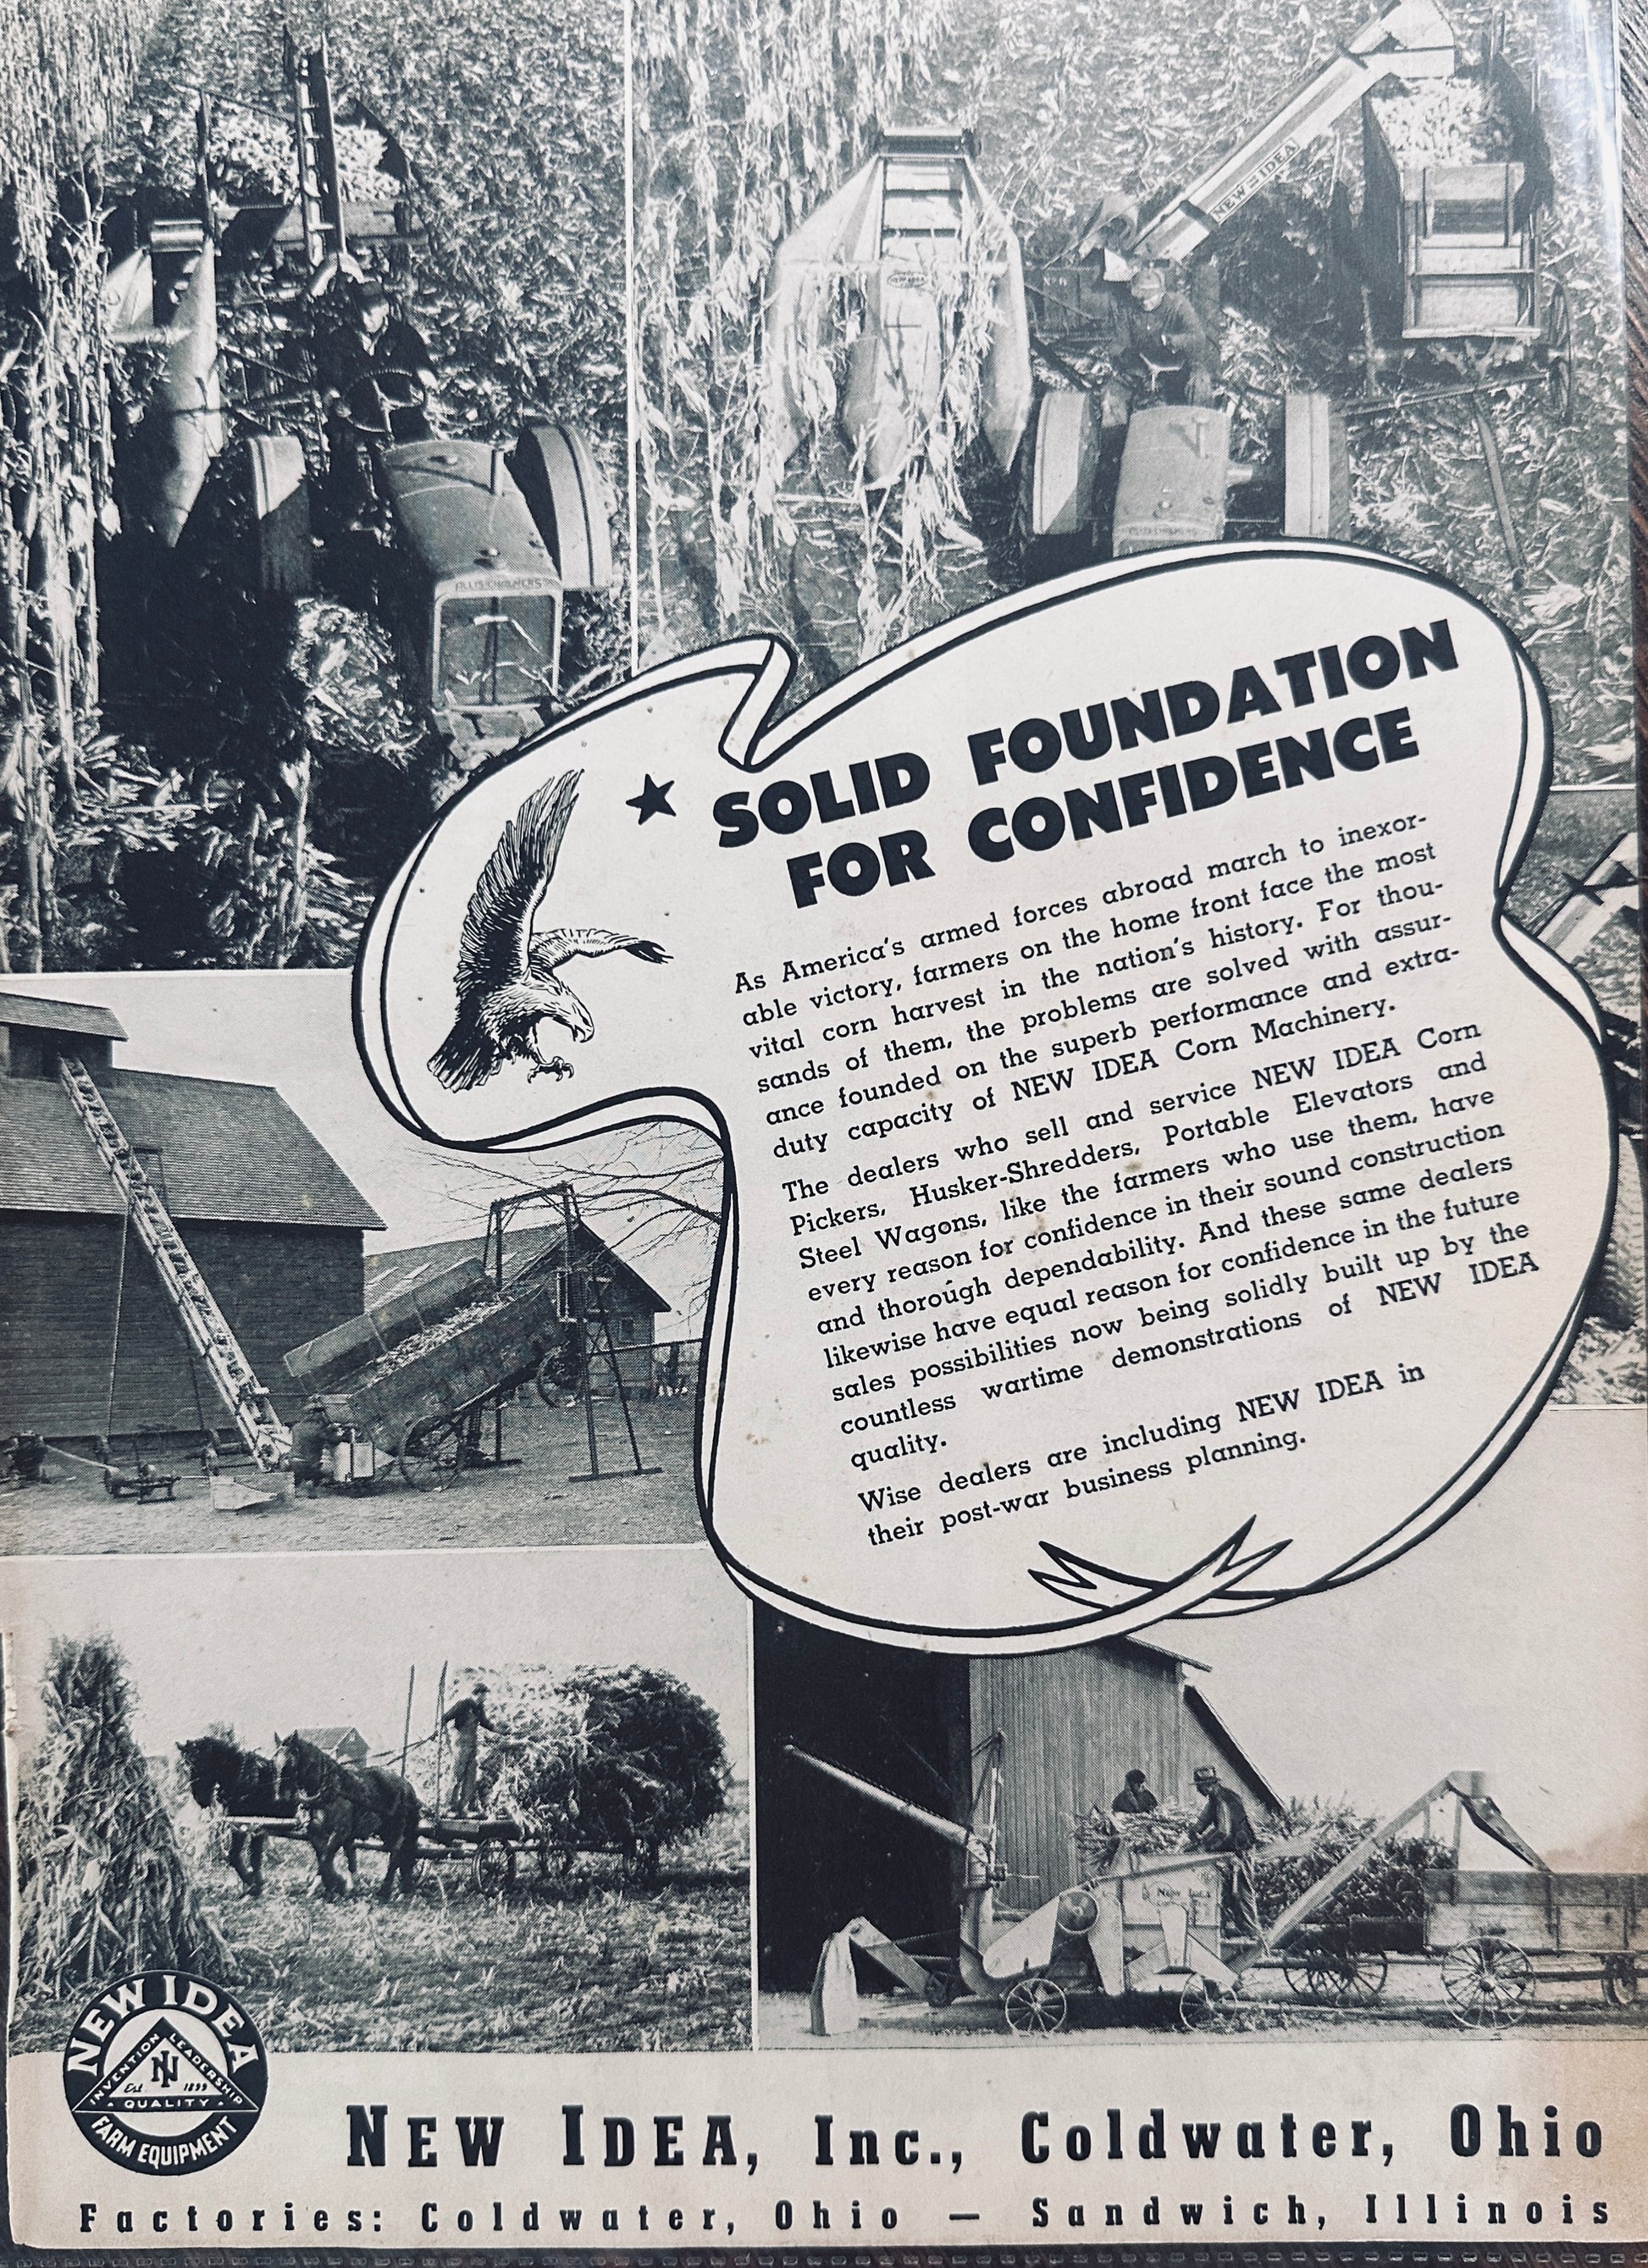 NEW IDEA
ALLIS-CHALMERS
SOLID FOUNDATION
FOR CONFIDENCE
As America's armed forces abroad march to inexor-
able victory, farmers on the home front face the most
vital corn harvest in the nation's history. For thou-
sands of them, the problems are solved with assur-
ance founded on the superb performance and extra-
duty capacity of NEW IDEA Corn Machinery.
The dealers who sell and service NEW IDEA Corn
Pickers, Husker-Shredders, Portable Elevators and
Steel Wagons, like the farmers who use them, have
every reason for confidence in their sound construction
and thorough dependability. And these same dealers
likewise have equal reason for confidence in the future
sales possibilities now being solidly built up by the
countless wartime demonstrations of NEW IDEA
quality.
Wise dealers are including NEW IDEA in
their post-war business planning.
NEW IDEA
NEW IDEA
INVENTION LEADERSHIP
N
Est 1899
QUALITY
FARM EQUIPMENT
NEW IDEA, Inc., Coldwater, Ohio
Factories: Coldwater, Ohio — Sandwich, Illinois